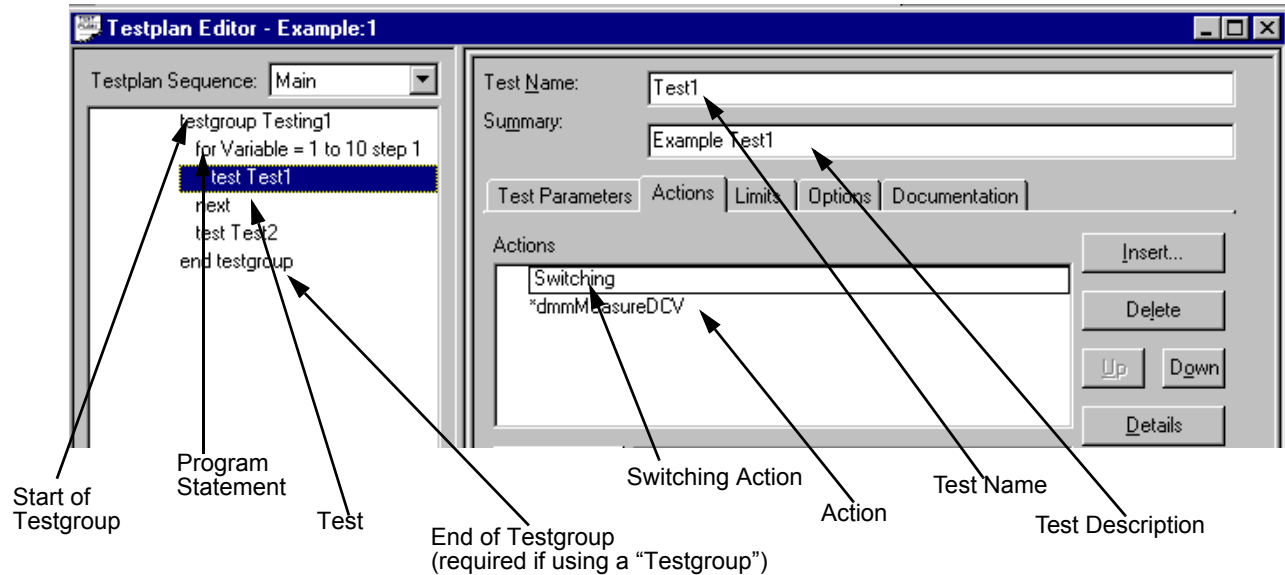 Testplan Editor - Example:1
Testplan Sequence: Main
testgroup Testing1
for Variable = 1 to 10 step 1
test Test1
next
test Test2
end testgroup
Test Name: Test1
Summary: Example Test1
Test Parameters Actions Limits Options Documentation
Actions
Switching
*dmmMeasureDCV
Insert...
Delete
Up Down
Details
Start of
Testgroup
Program
Statement
Test
End of Testgroup
(required if using a “Testgroup”)
Switching Action
Action
Test Name
Test Description